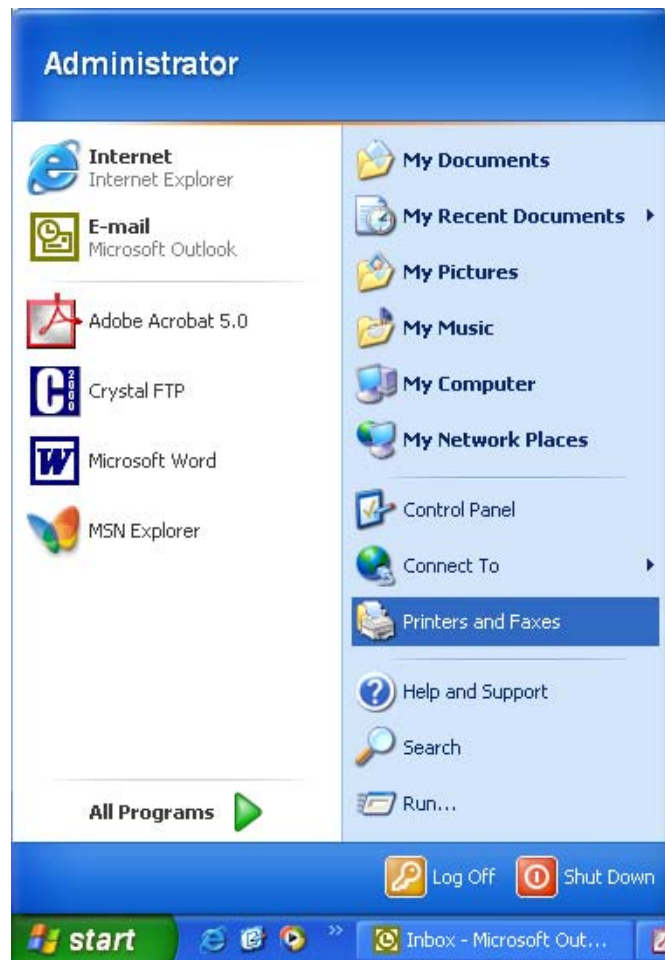 Administrator
Internet
Internet Explorer
E-mail
Microsoft Outlook
Adobe Acrobat 5.0
C 2000
Crystal FTP
W
Microsoft Word
MSN Explorer
All Programs
My Documents
My Recent Documents
My Pictures
My Music
My Computer
My Network Places
Control Panel
Connect To
Printers and Faxes
Help and Support
Search
Run...
Log Off
Shut Down
start
Inbox - Microsoft Out...